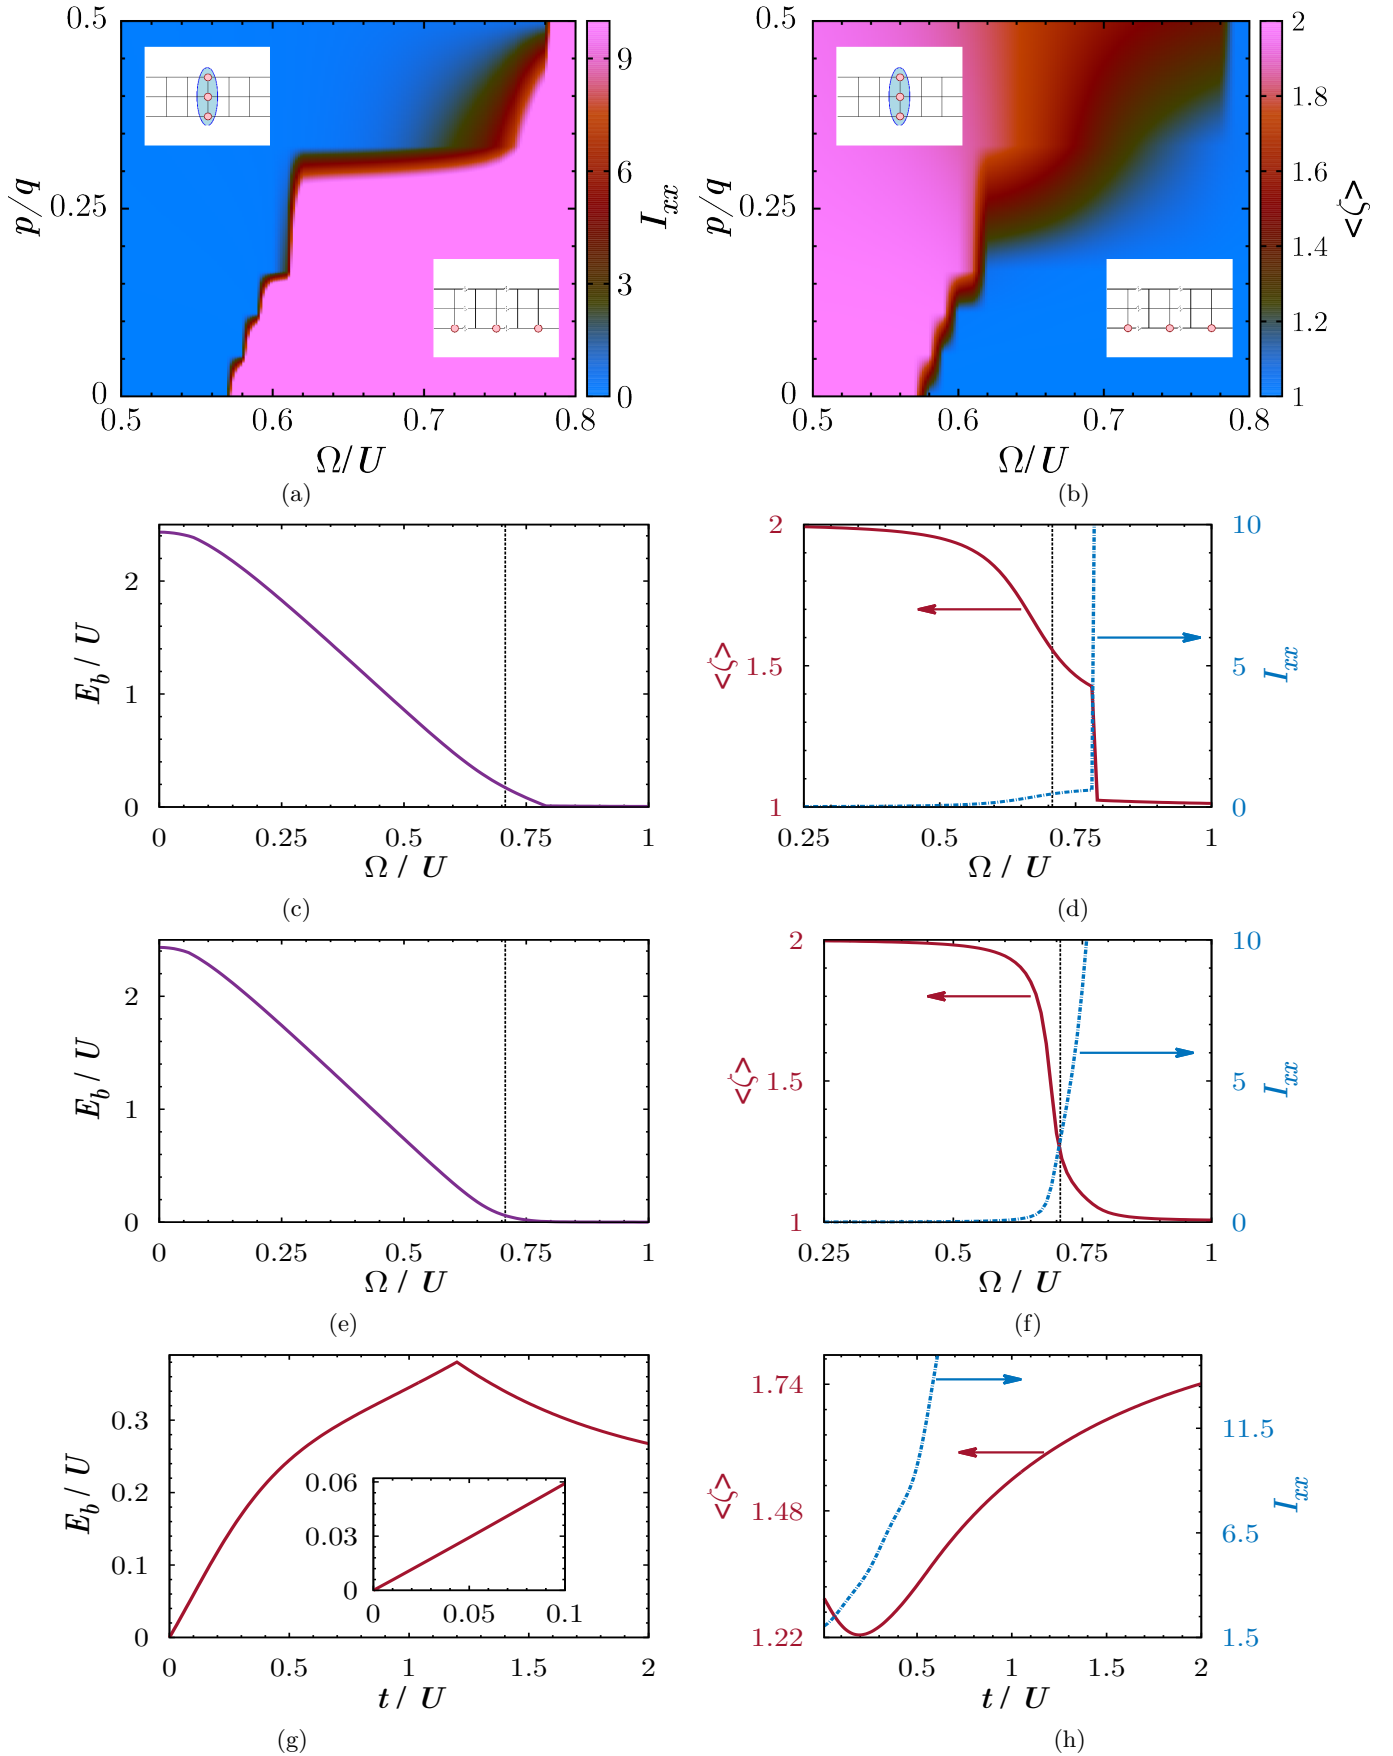 0.5
0.25
0
p/q
0.5 0.6 0.7 0.8
Ω/U
9
6
3
0
I_xx
(a)
0.5
0.25
0
p/q
0.5 0.6 0.7 0.8
Ω/U
2
1.8
1.6
1.4
1.2
1
<ζ>
(b)
2
1
0
E_b / U
0 0.25 0.5 0.75 1
Ω / U
(c)
2
1.5
1
<ζ>
10
5
0
I_xx
0.25 0.5 0.75 1
Ω / U
(d)
2
1
0
E_b / U
0 0.25 0.5 0.75 1
Ω / U
(e)
2
1.5
1
<ζ>
10
5
0
I_xx
0.25 0.5 0.75 1
Ω / U
(f)
0.3
0.2
0.1
0
E_b / U
0.06
0.03
0
0 0.05 0.1
0 0.5 1 1.5 2
t / U
(g)
1.74
1.48
1.22
<ζ>
11.5
6.5
1.5
I_xx
0.5 1 1.5 2
t / U
(h)